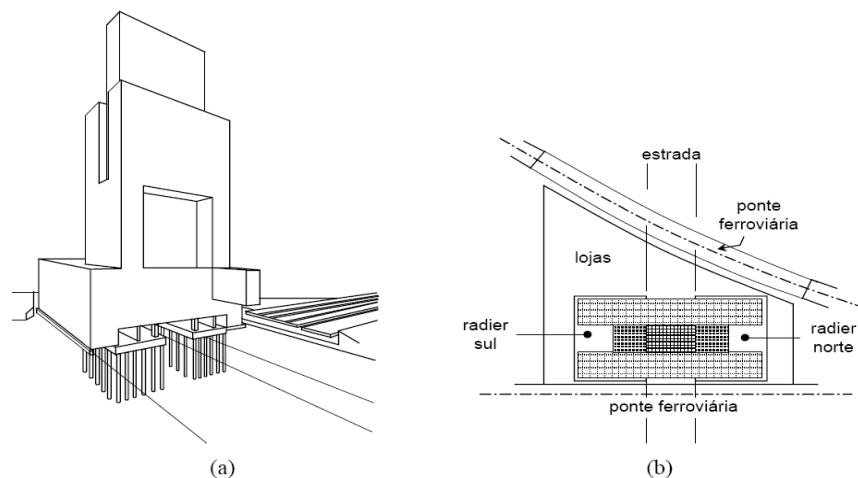 estrada
ponte
ferroviária
lojas
radier
sul
radier
norte
ponte ferroviária
(a)
(b)